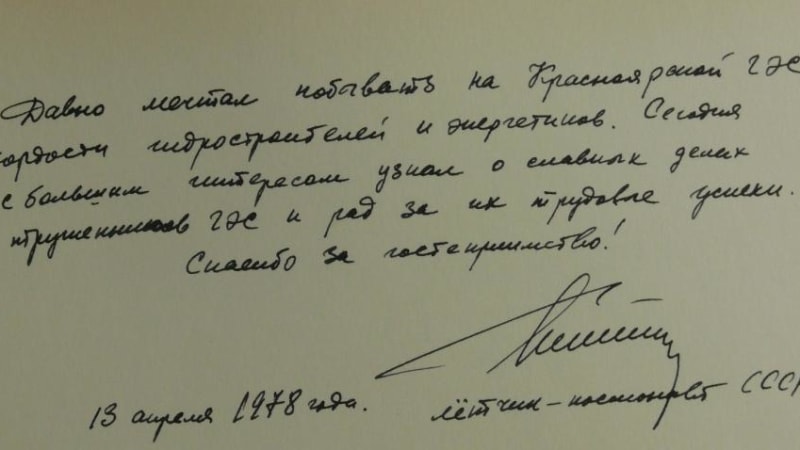 Давно мечтал побывать на Красноярской ГЭС
гордости гидростроителей и энергетиков. Сегодня
с большим интересом узнал о славных делах
тружеников ГЭС и рад за их трудовые успехи.
Спасибо за гостеприимство!
13 апреля 1978 года. лётчик-космонавт СССР